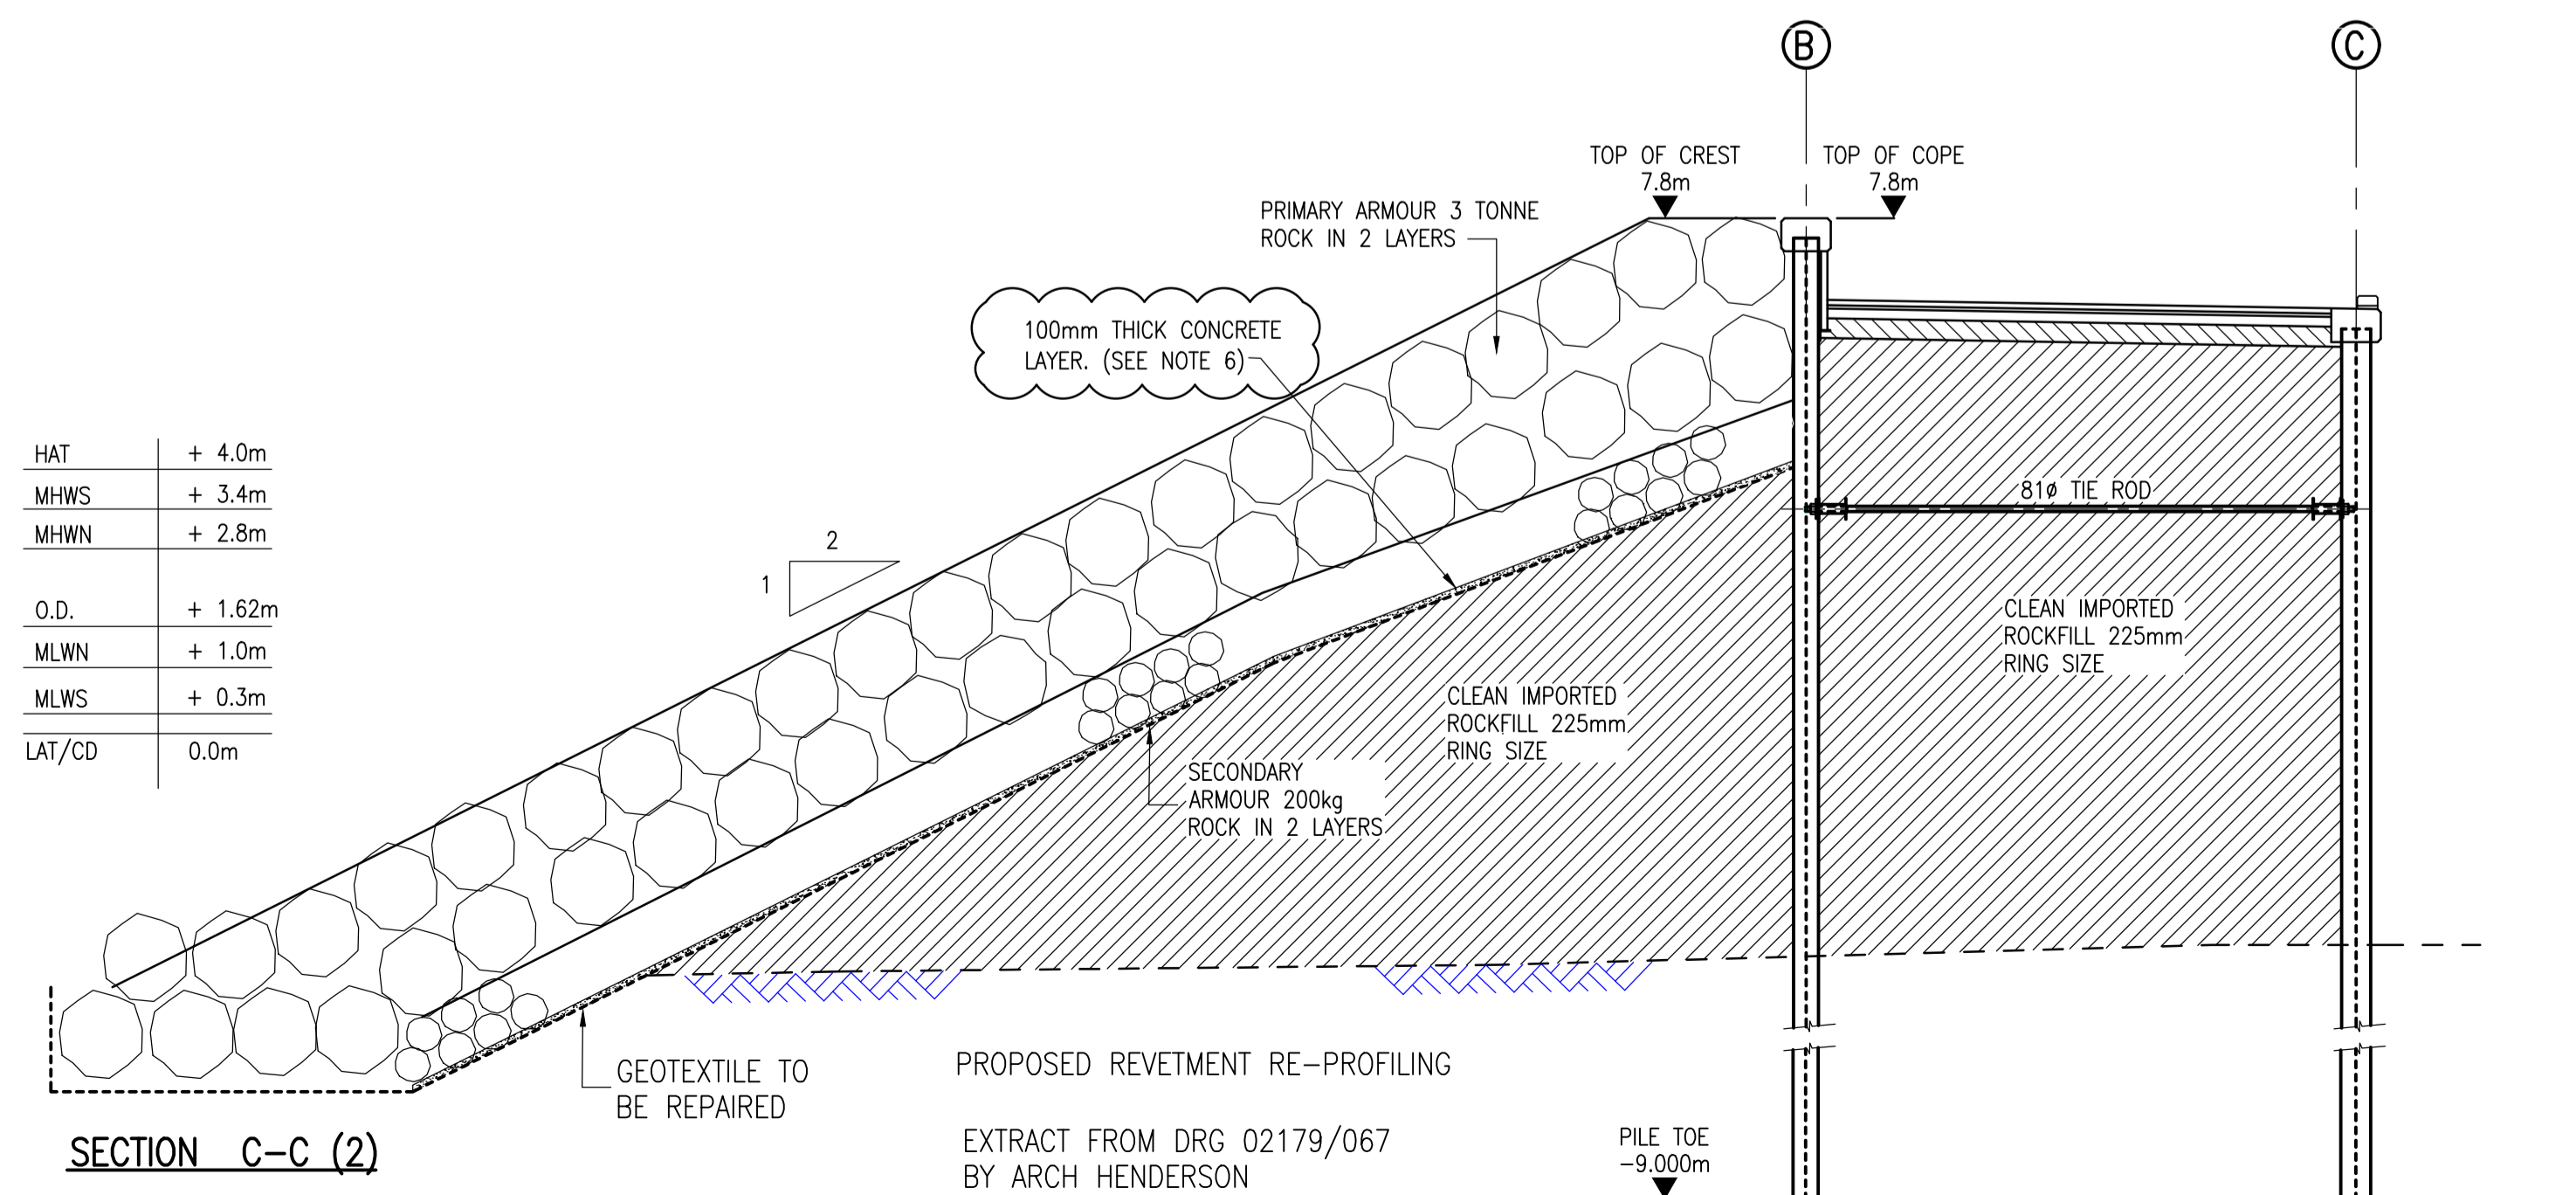 B
C
TOP OF CREST
7.8m
TOP OF COPE
7.8m
PRIMARY ARMOUR 3 TONNE
ROCK IN 2 LAYERS
100mm THICK CONCRETE
LAYER. (SEE NOTE 6)
HAT + 4.0m
MHWS + 3.4m
MHWN + 2.8m
O.D. + 1.62m
MLWN + 1.0m
MLWS + 0.3m
LAT/CD 0.0m
2
1
81ø TIE ROD
CLEAN IMPORTED
ROCKFILL 225mm
RING SIZE
CLEAN IMPORTED
ROCKFILL 225mm
RING SIZE
SECONDARY
ARMOUR 200kg
ROCK IN 2 LAYERS
GEOTEXTILE TO
BE REPAIRED
PROPOSED REVETMENT RE-PROFILING
EXTRACT FROM DRG 02179/067
BY ARCH HENDERSON
SECTION C-C (2)
PILE TOE
-9.000m